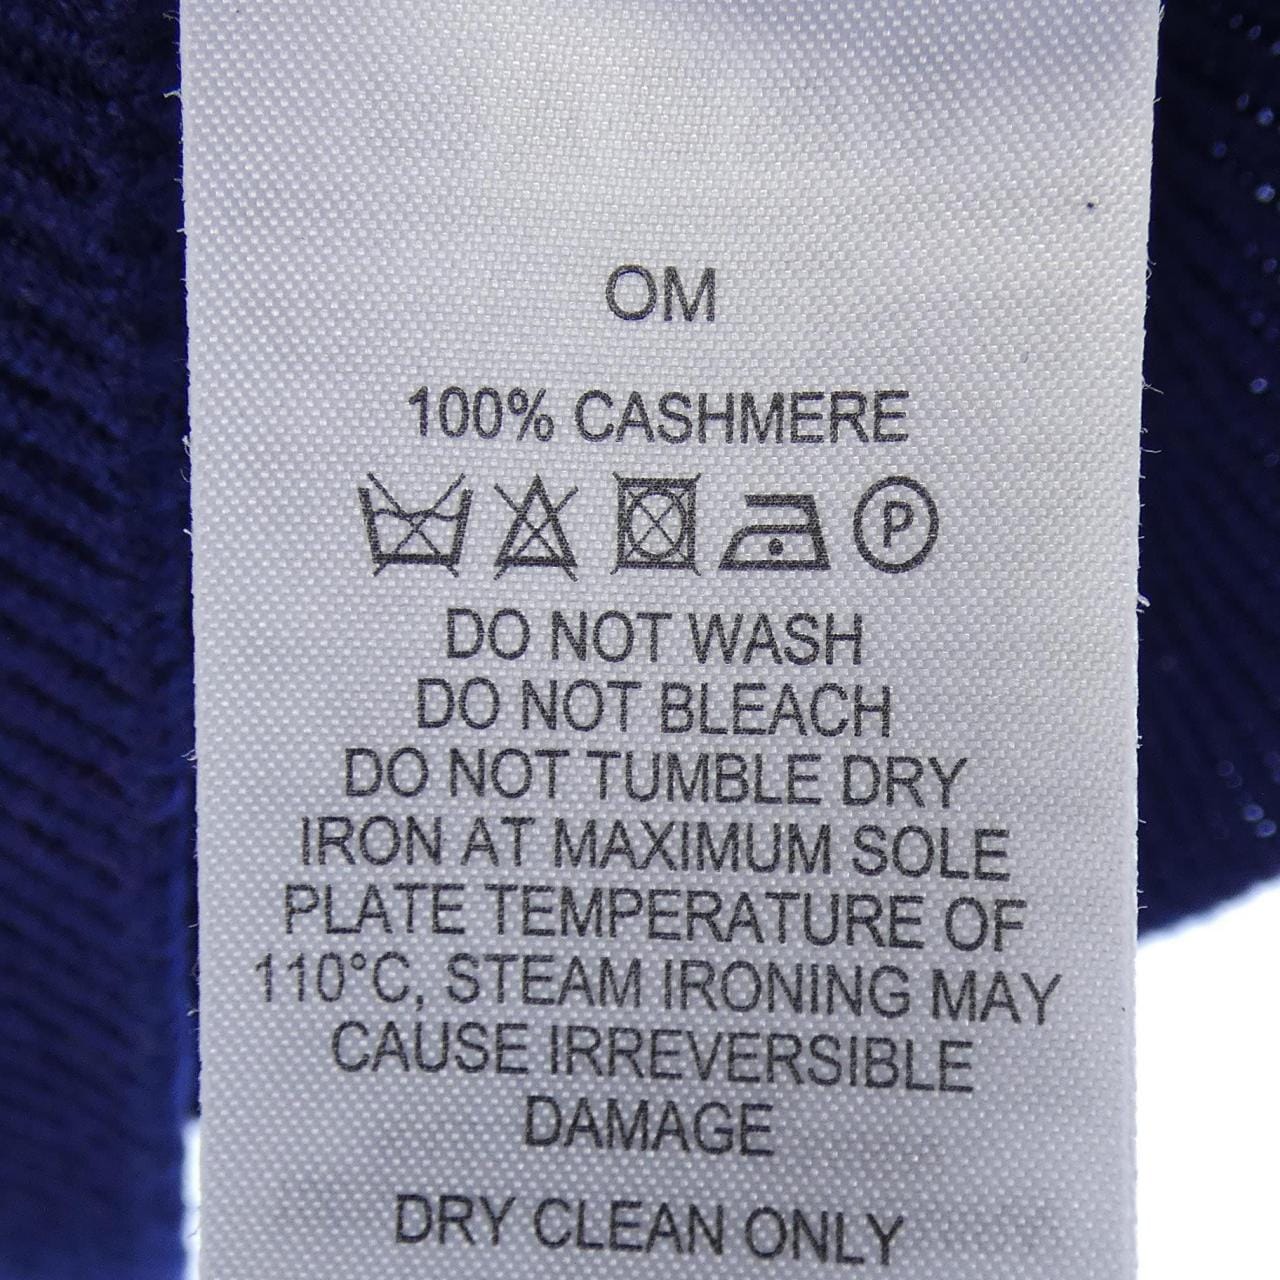 OM
100% CASHMERE
P
DO NOT WASH
DO NOT BLEACH
DO NOT TUMBLE DRY
IRON AT MAXIMUM SOLE
PLATE TEMPERATURE OF
110°C, STEAM IRONING MAY
CAUSE IRREVERSIBLE
DAMAGE
DRY CLEAN ONLY